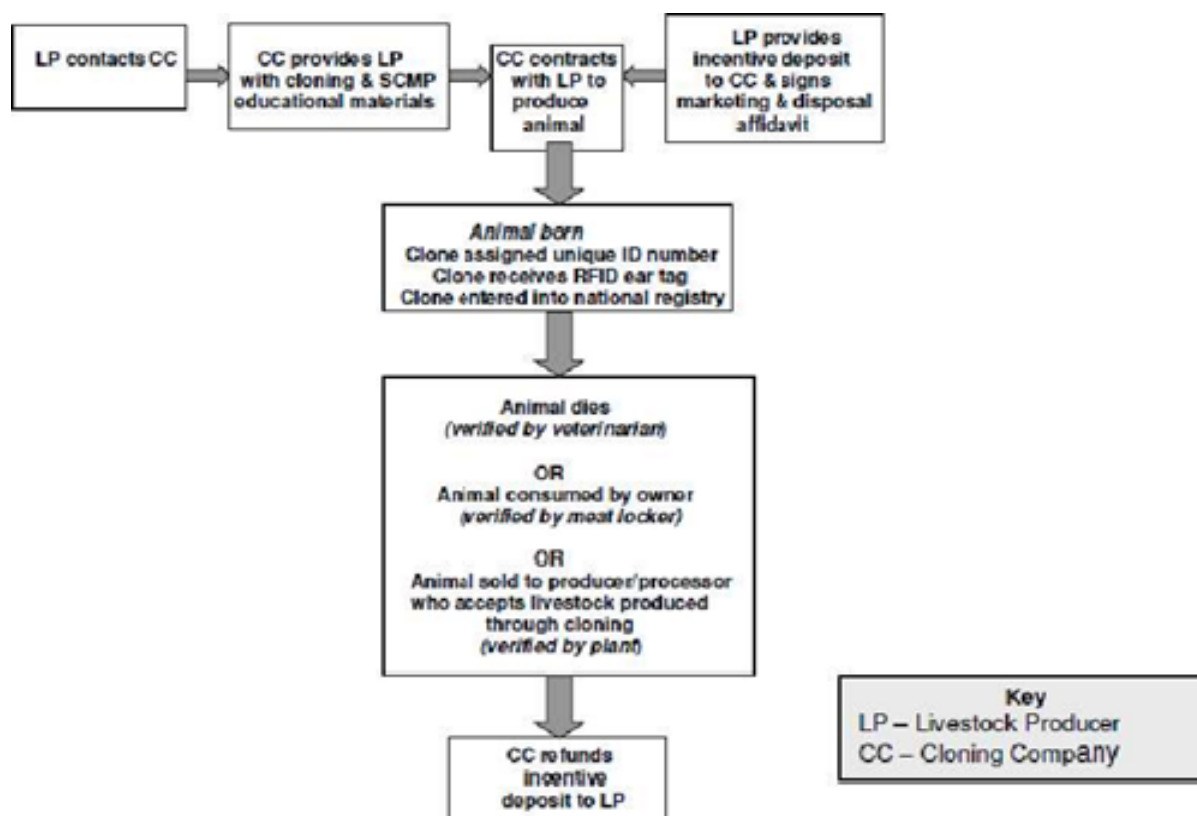 LP contacts CC
CC provides LP
with cloning & SCMP
educational materials
CC contracts
with LP to
produce
animal
LP provides
incentive deposit
to CC & signs
marketing & disposal
affidavit
Animal born
Clone assigned unique ID number
Clone receives RFID ear tag
Clone entered into national registry
Animal dies
(verified by veterinarian)
OR
Animal consumed by owner
(verified by meat locker)
OR
Animal sold to producer/processor
who accepts livestock produced
through cloning
(verified by plant)
CC refunds
incentive
deposit to LP
Key
LP – Livestock Producer
CC – Cloning Company